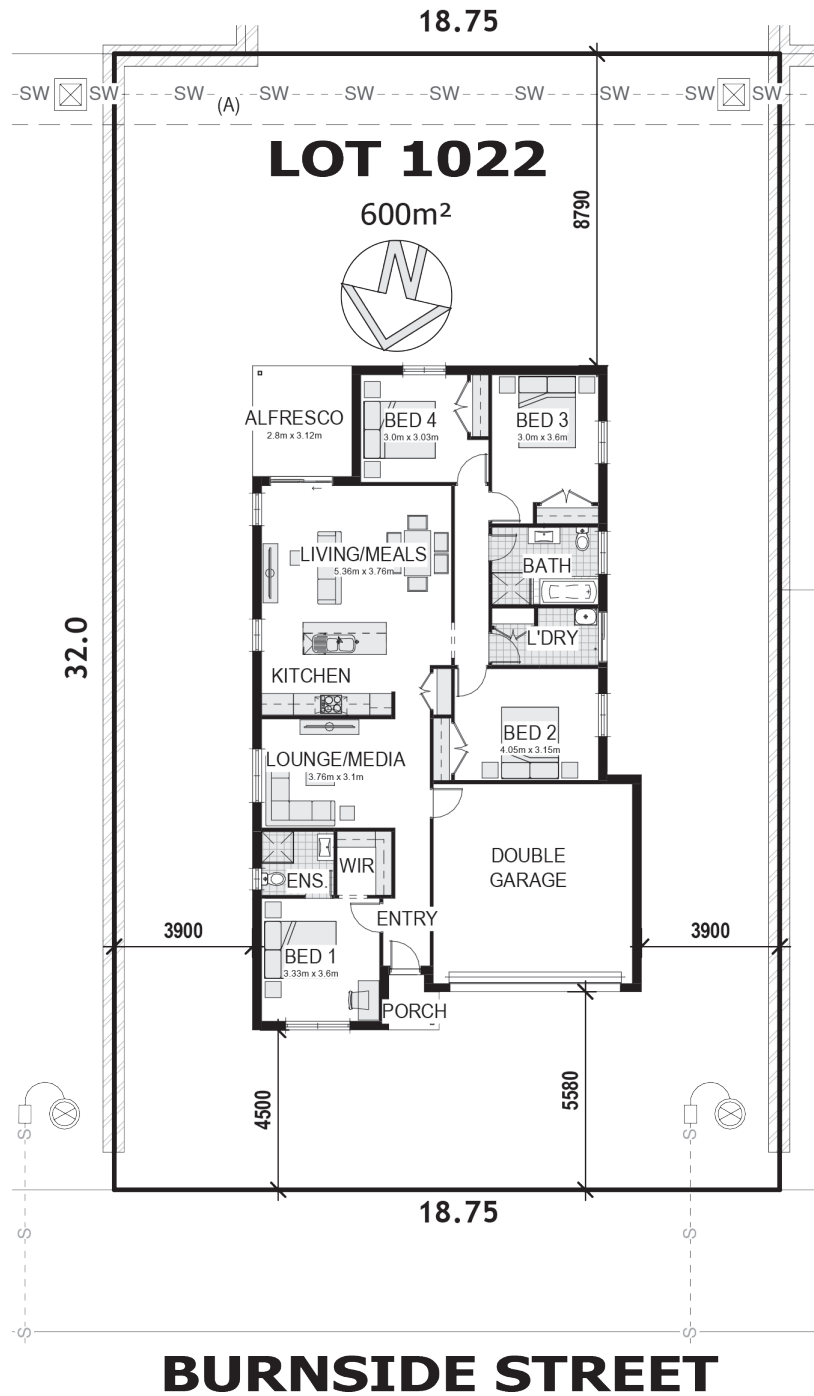 18.75
SW SW SW SW SW SW SW SW SW SW
(A)
LOT 1022
600m²
8790
N
32.0
ALFRESCO
2.8m x 3.12m
BED 4
3.0m x 3.03m
BED 3
3.0m x 3.6m
LIVING/MEALS
5.36m x 3.76m
BATH
L'DRY
KITCHEN
BED 2
4.05m x 3.15m
LOUNGE/MEDIA
3.76m x 3.1m
DOUBLE
GARAGE
WIR
ENS.
ENTRY
3900
3900
BED 1
3.33m x 3.6m
PORCH
4500
5580
S S
18.75
S S
S S
BURNSIDE STREET